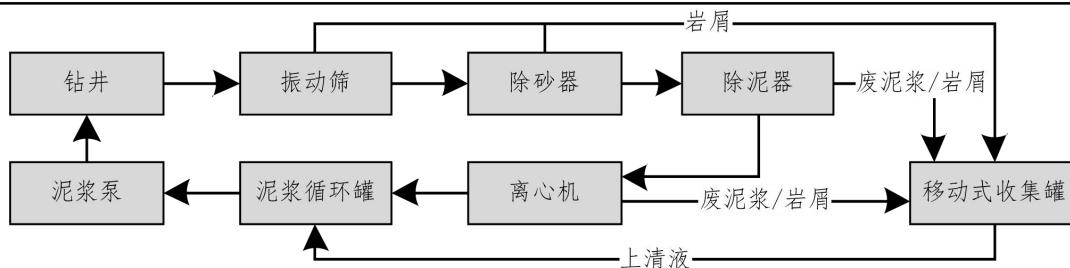 岩屑
钻井
振动筛
除砂器
除泥器
废泥浆/岩屑
泥浆泵
泥浆循环罐
离心机
废泥浆/岩屑
移动式收集罐
上清液